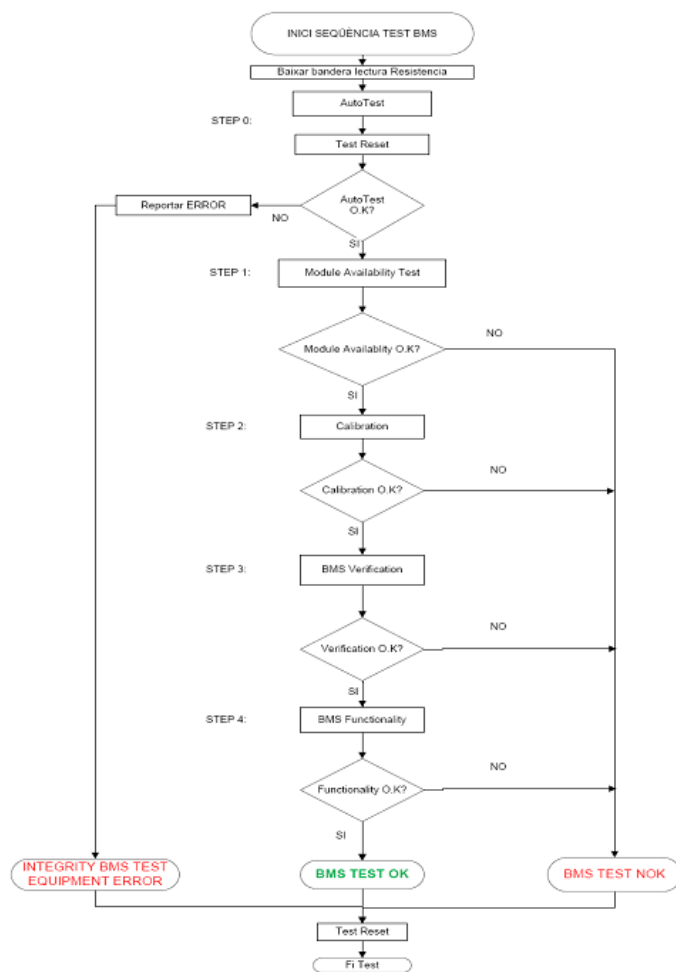 INICI SEQÜÈNCIA TEST BMS
Baixar bandera lectura Resistencia
AutoTest
STEP 0:
Test Reset
AutoTest
O.K?
Reportar ERROR
NO
SI
STEP 1:
Module Availability Test
Module Availablity O.K?
NO
SI
STEP 2:
Calibration
Calibration O.K?
NO
SI
STEP 3:
BMS Verification
Verification O.K?
NO
SI
STEP 4:
BMS Functionality
Functionality O.K?
NO
SI
INTEGRITY BMS TEST
EQUIPMENT ERROR
BMS TEST OK
BMS TEST NOK
Test Reset
Fi Test